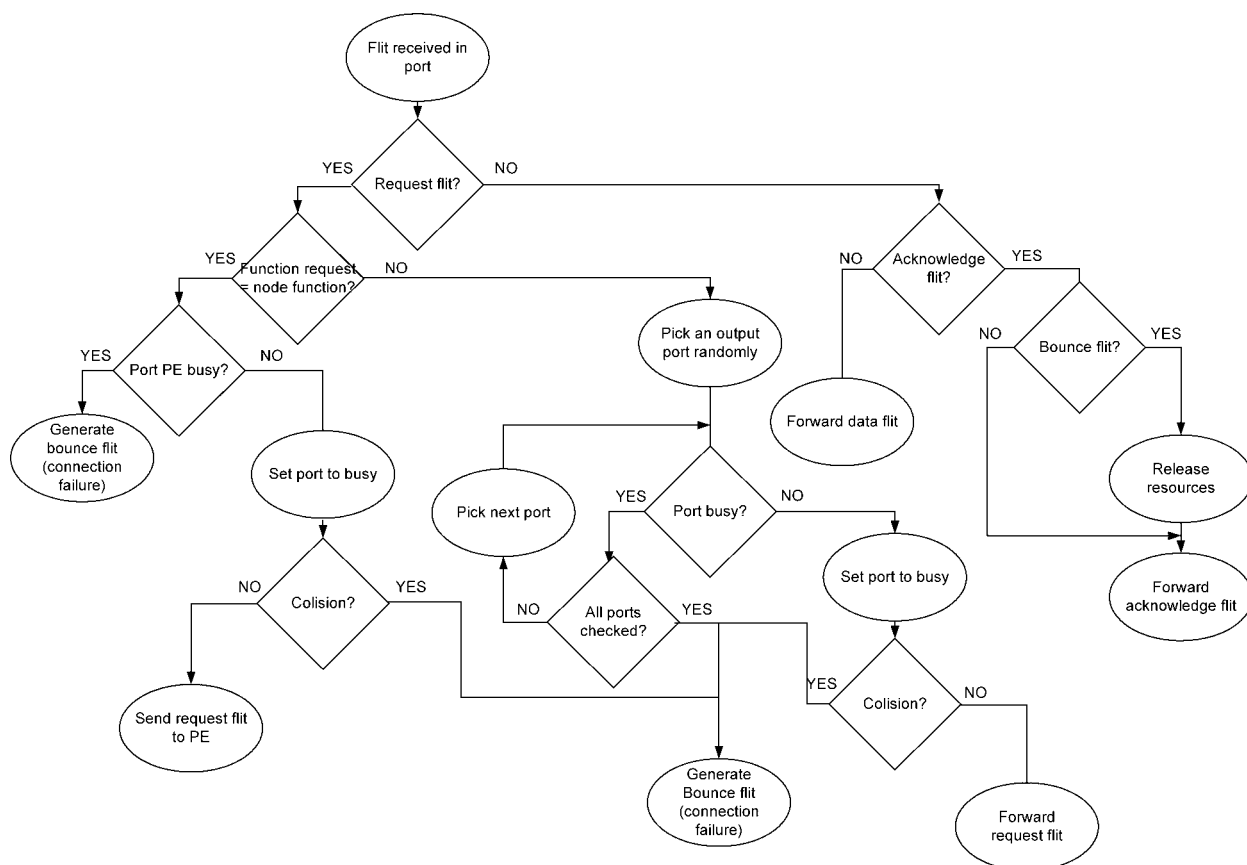 Flit received in
port
YES
NO
Request flit?
YES
Function request
= node function?
NO
NO
Acknowledge
flit?
YES
Pick an output
port randomly
YES
Port PE busy?
NO
NO
Bounce flit?
YES
Generate
bounce flit
(connection
failure)
Set port to busy
Forward data flit
Release
resources
Pick next port
YES
Port busy?
NO
Set port to busy
Forward
acknowledge flit
NO
Colision?
YES
NO
All ports
checked?
YES
YES
Colision?
NO
Send request flit
to PE
Generate
Bounce flit
(connection
failure)
Forward
request flit